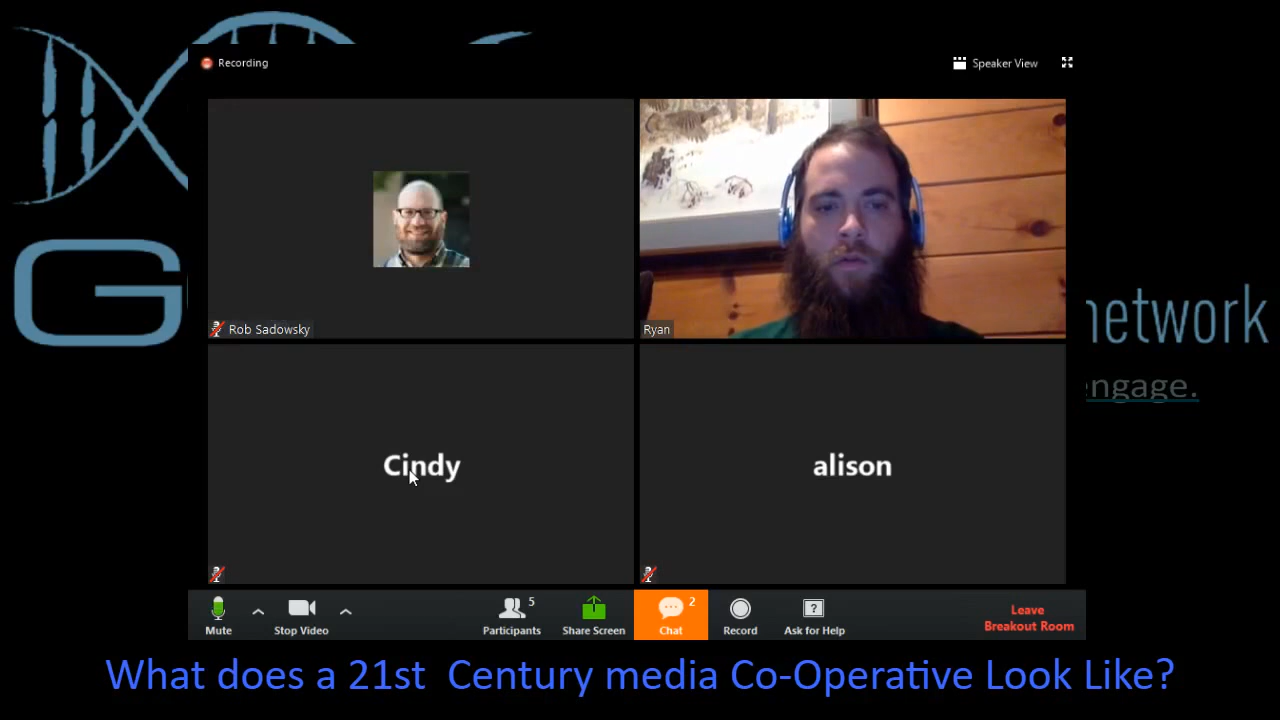 Recording
Speaker View
Rob Sadowsky
Ryan
G
network
engage.
Cindy
alison
Mute
Stop Video
Participants 5
Share Screen
Chat 2
Record
? Ask for Help
Leave
Breakout Room
What does a 21st Century media Co-Operative Look Like?